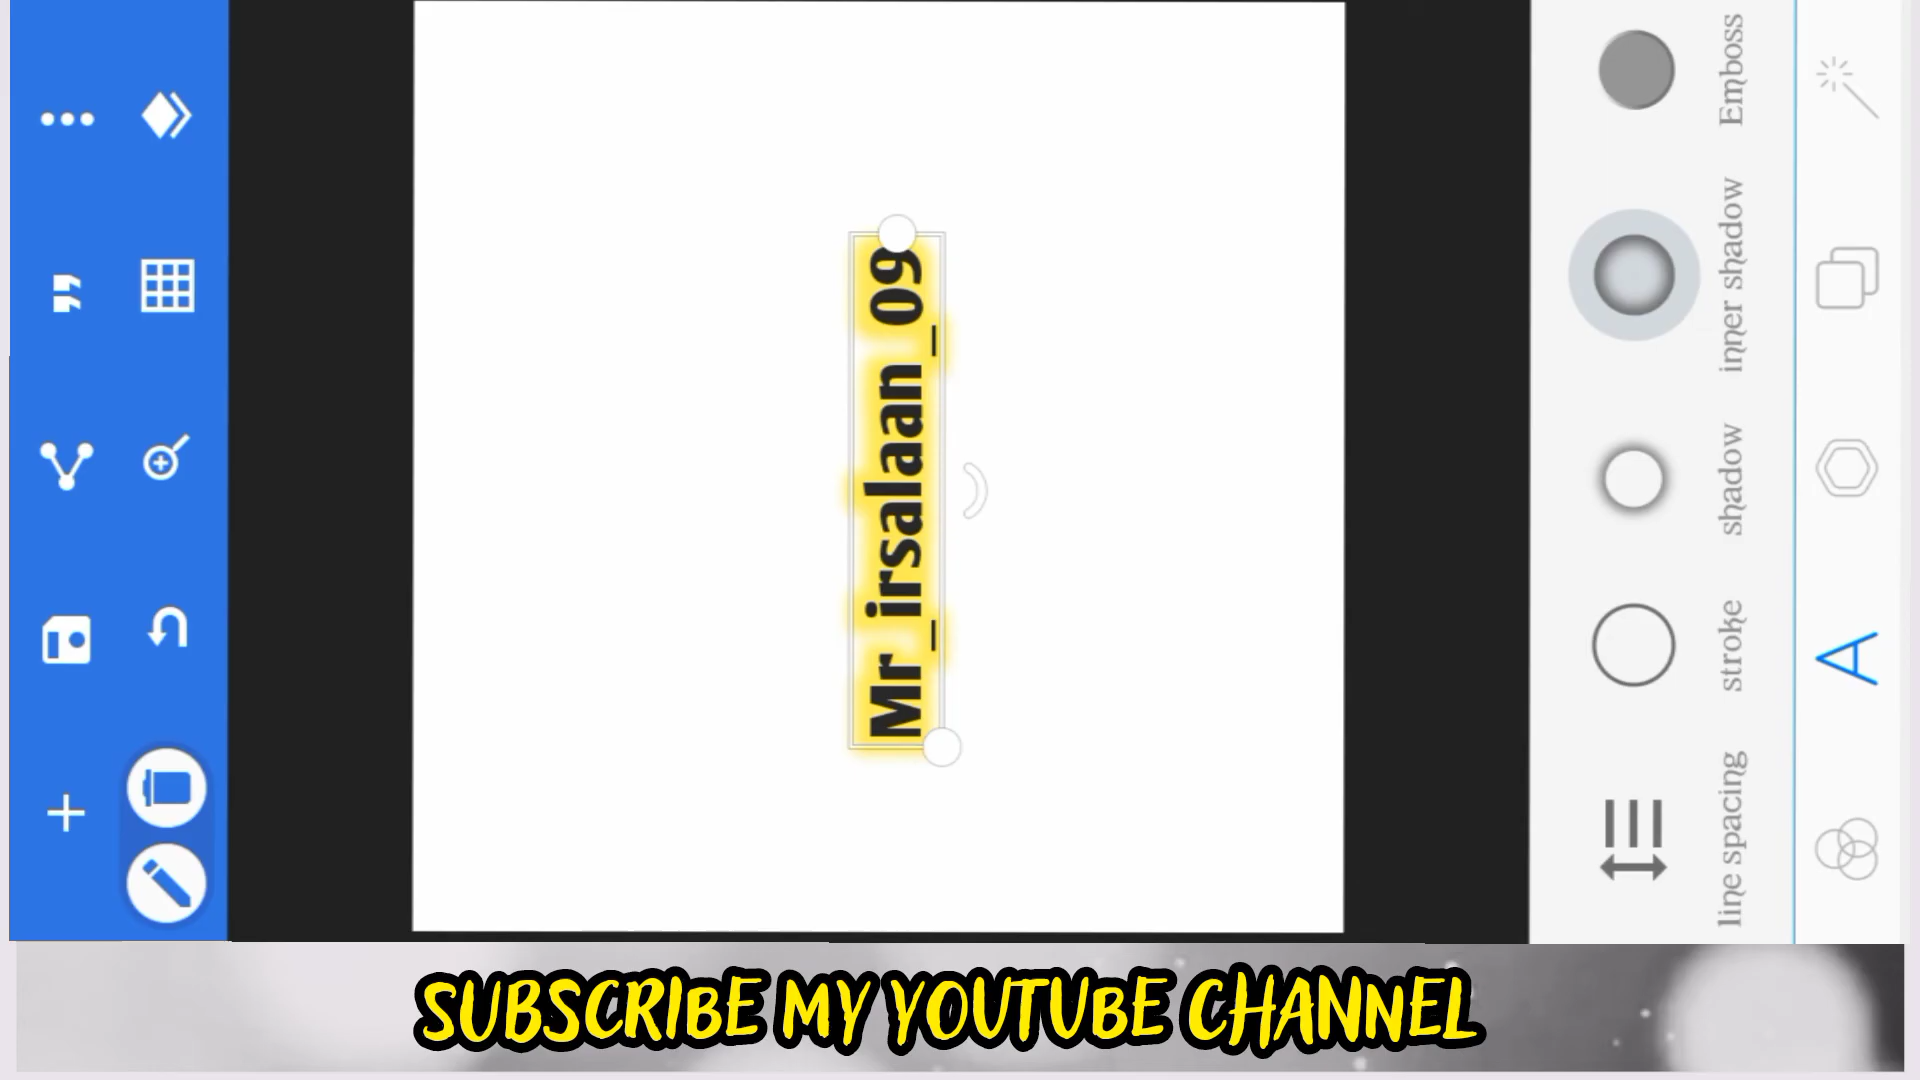 Mr_irsalaan_09
line spacing
stroke
shadow
inner shadow
Emboss
SUBSCRIBE MY YOUTUBE CHANNEL